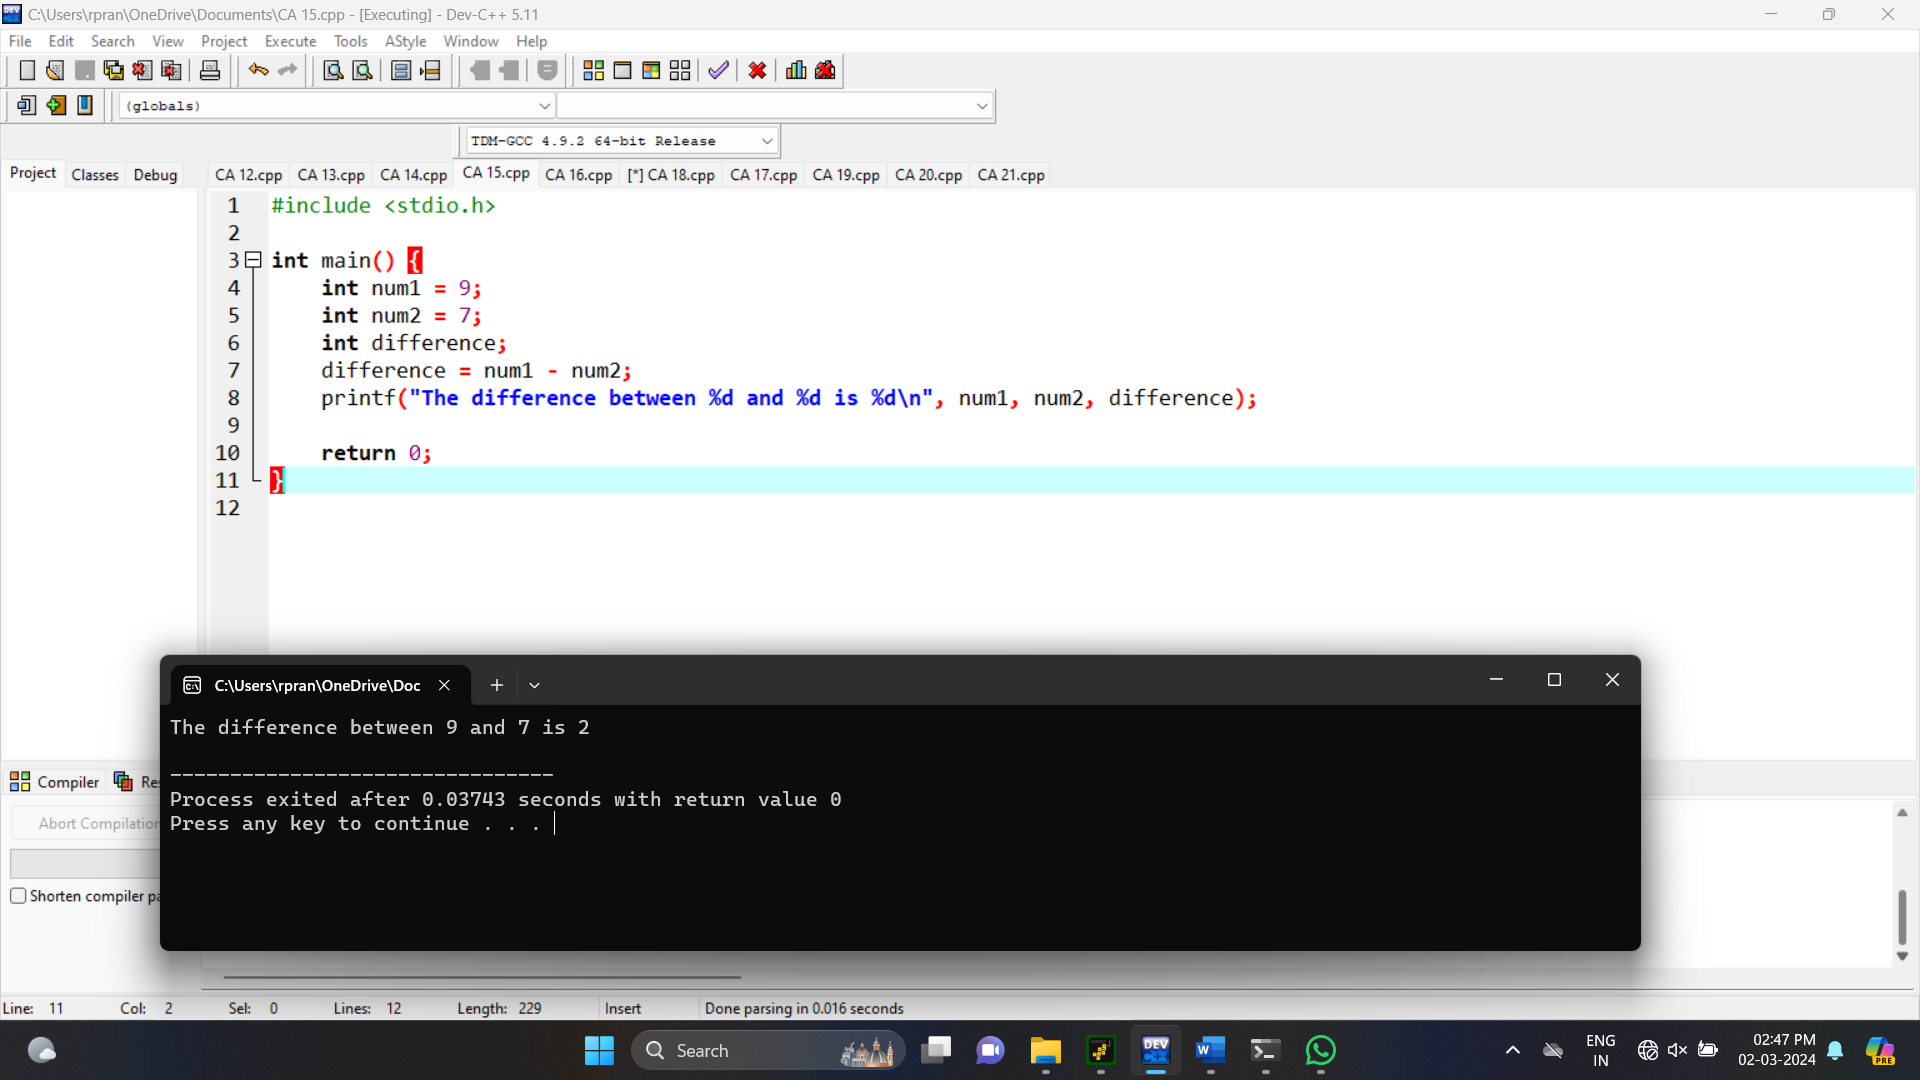 C:\Users\rpran\OneDrive\Documents\CA 15.cpp - [Executing] - Dev-C++ 5.11
File Edit Search View Project Execute Tools AStyle Window Help
(globals)
TDM-GCC 4.9.2 64-bit Release
Project Classes Debug
CA 12.cpp CA 13.cpp CA 14.cpp CA 15.cpp CA 16.cpp [*] CA 18.cpp CA 17.cpp CA 19.cpp CA 20.cpp CA 21.cpp
1 #include <stdio.h>
2
3 int main() {
4 int num1 = 9;
5 int num2 = 7;
6 int difference;
7 difference = num1 - num2;
8 printf("The difference between %d and %d is %d\n", num1, num2, difference);
9
10 return 0;
11 }
12
C:\Users\rpran\OneDrive\Doc
The difference between 9 and 7 is 2
--------------------------------
Process exited after 0.03743 seconds with return value 0
Press any key to continue . . .
Compiler
Abort Compilation
Shorten compiler
Line: 11 Col: 2 Sel: 0 Lines: 12 Length: 229 Insert Done parsing in 0.016 seconds
Search
DEV
W
ENG
IN
02:47 PM
02-03-2024
PRE